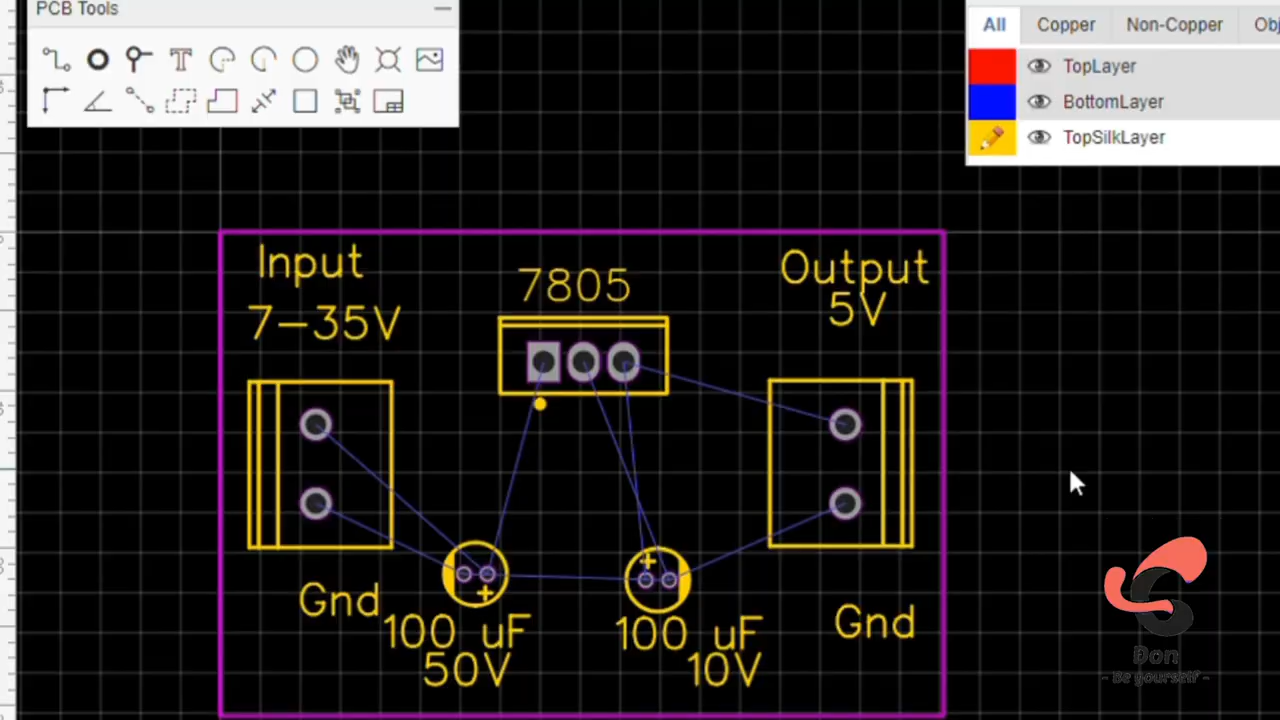 PCB Tools
All Copper Non-Copper Obj
TopLayer
BottomLayer
TopSilkLayer
Input
7-35V
7805
Output
5V
Gnd
100 uF
50V
+
100 uF
10V
+
Gnd
Don
- Be yourself -